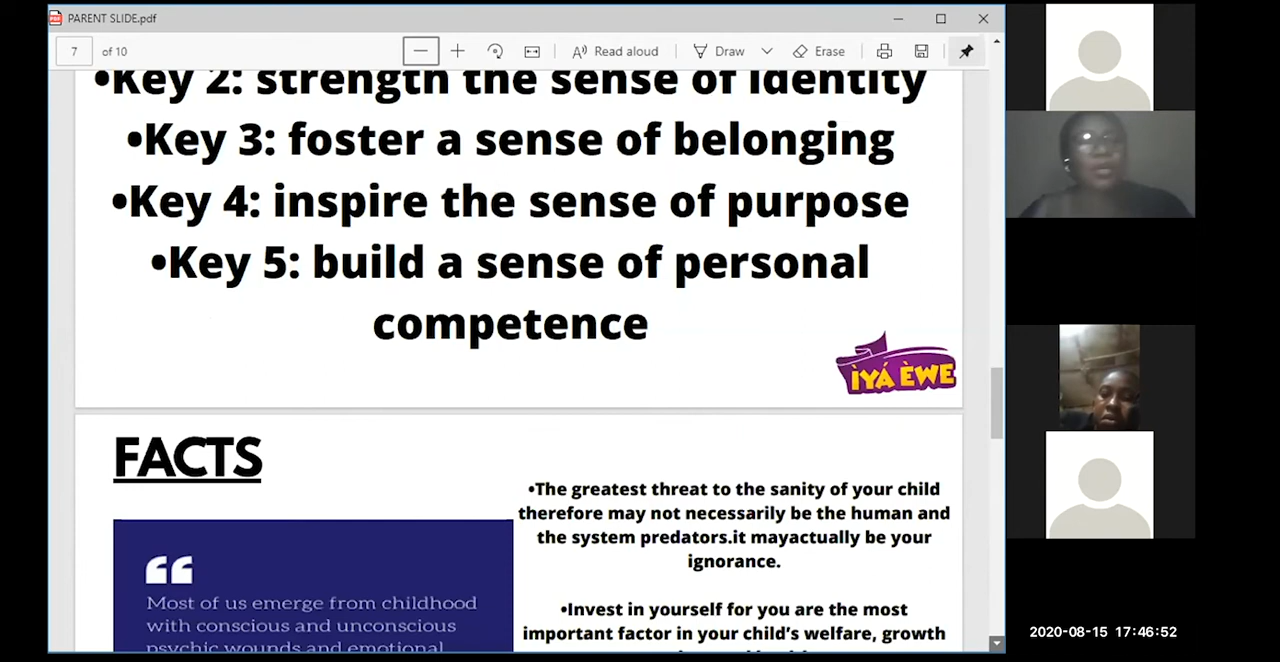 PARENT SLIDE.pdf
7 of 10
Read aloud
Draw
Erase
•Key 2: strength the sense of identity
•Key 3: foster a sense of belonging
•Key 4: inspire the sense of purpose
•Key 5: build a sense of personal
competence
ÌYÁ ÈWE
FACTS
•The greatest threat to the sanity of your child
therefore may not necessarily be the human and
the system predators.it mayactually be your
ignorance.
•Invest in yourself for you are the most
important factor in your child’s welfare, growth
Most of us emerge from childhood
with conscious and unconscious
psychic wounds and emotional
2020-08-15 17:46:52